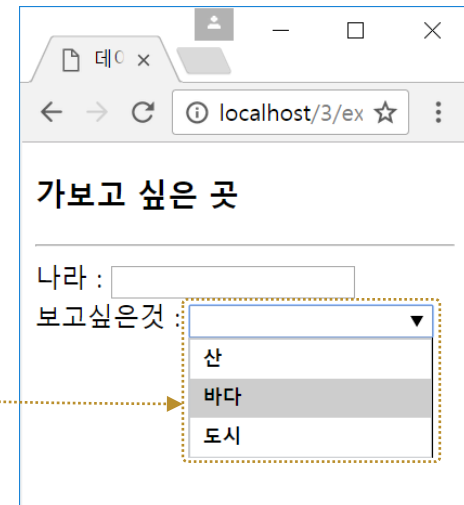 데이
localhost/3/ex
가보고 싶은 곳
나라 :
보고싶은것 :
산
바다
도시